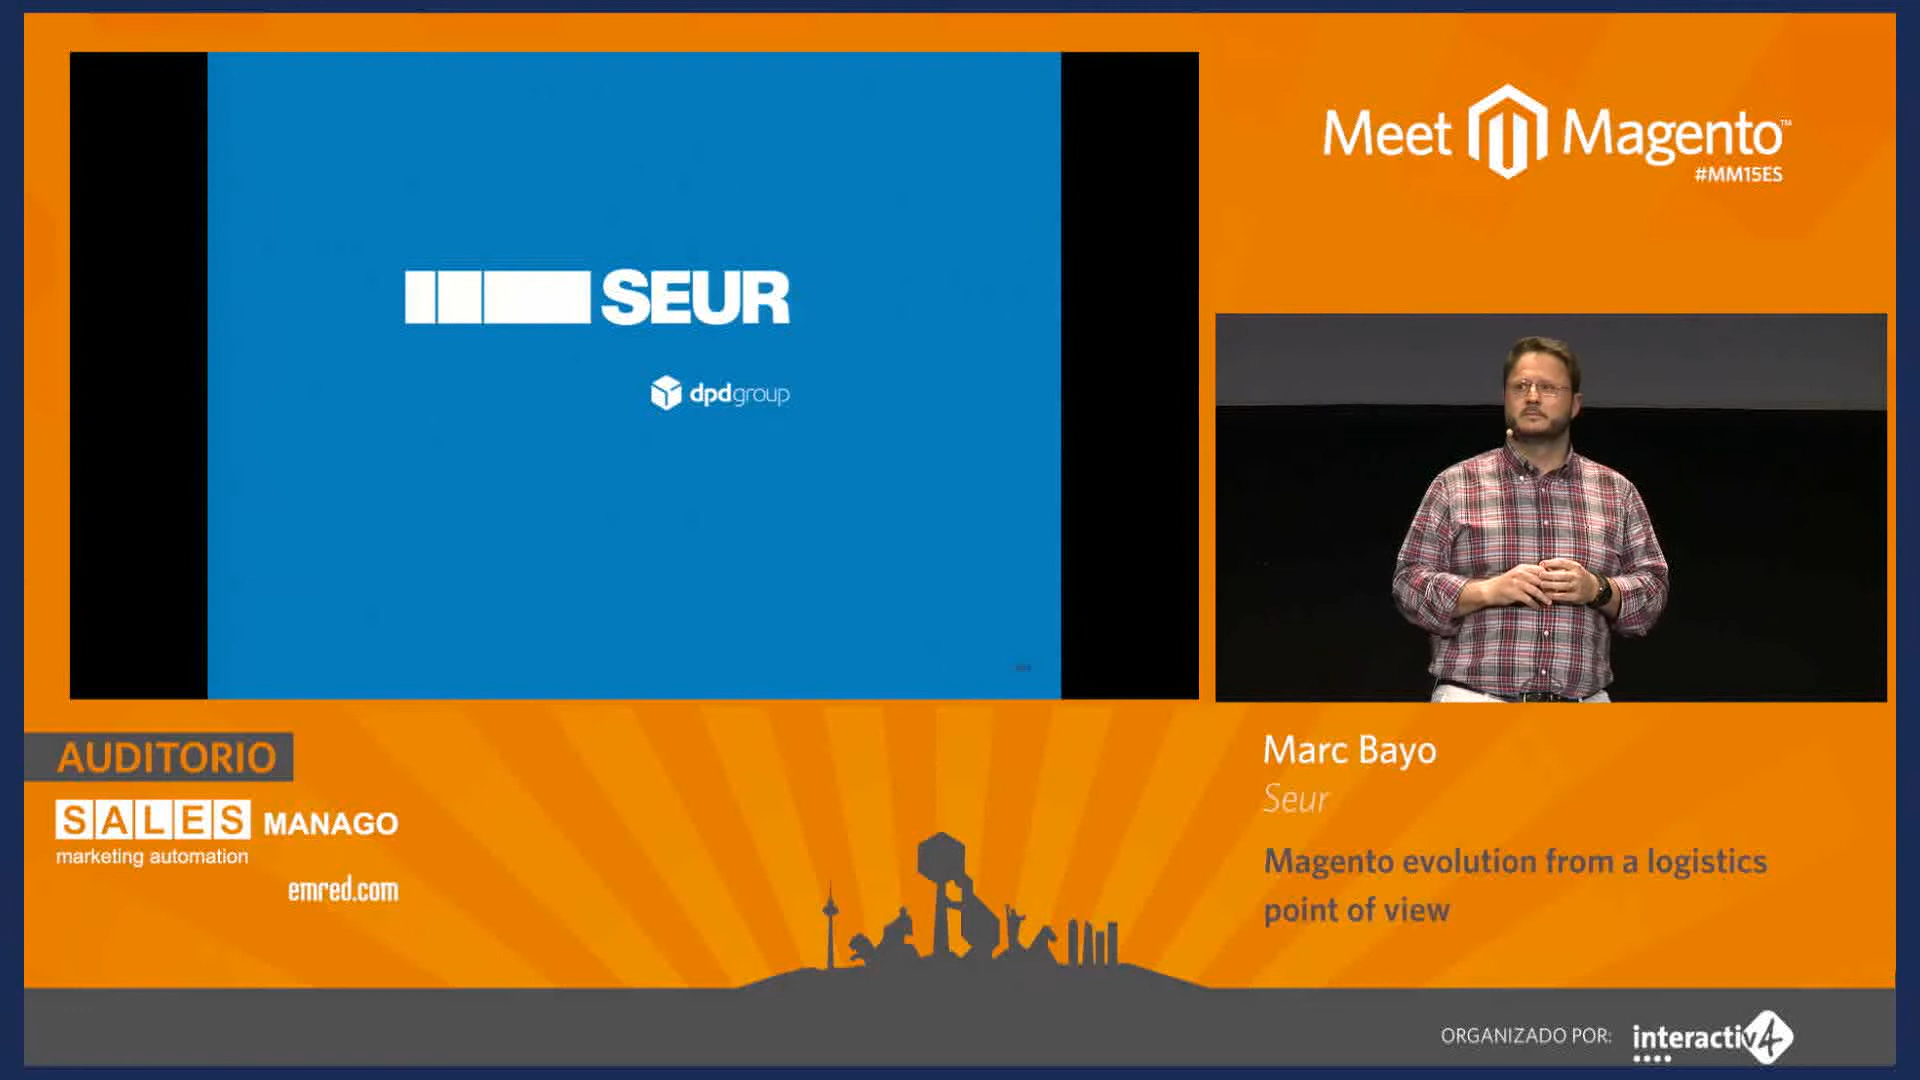 SEUR
dpdgroup
Meet Magento™
#MM15ES
AUDITORIO
SALES MANAGO
marketing automation
emred.com
Marc Bayo
Seur
Magento evolution from a logistics
point of view
ORGANIZADO POR: interactiv4